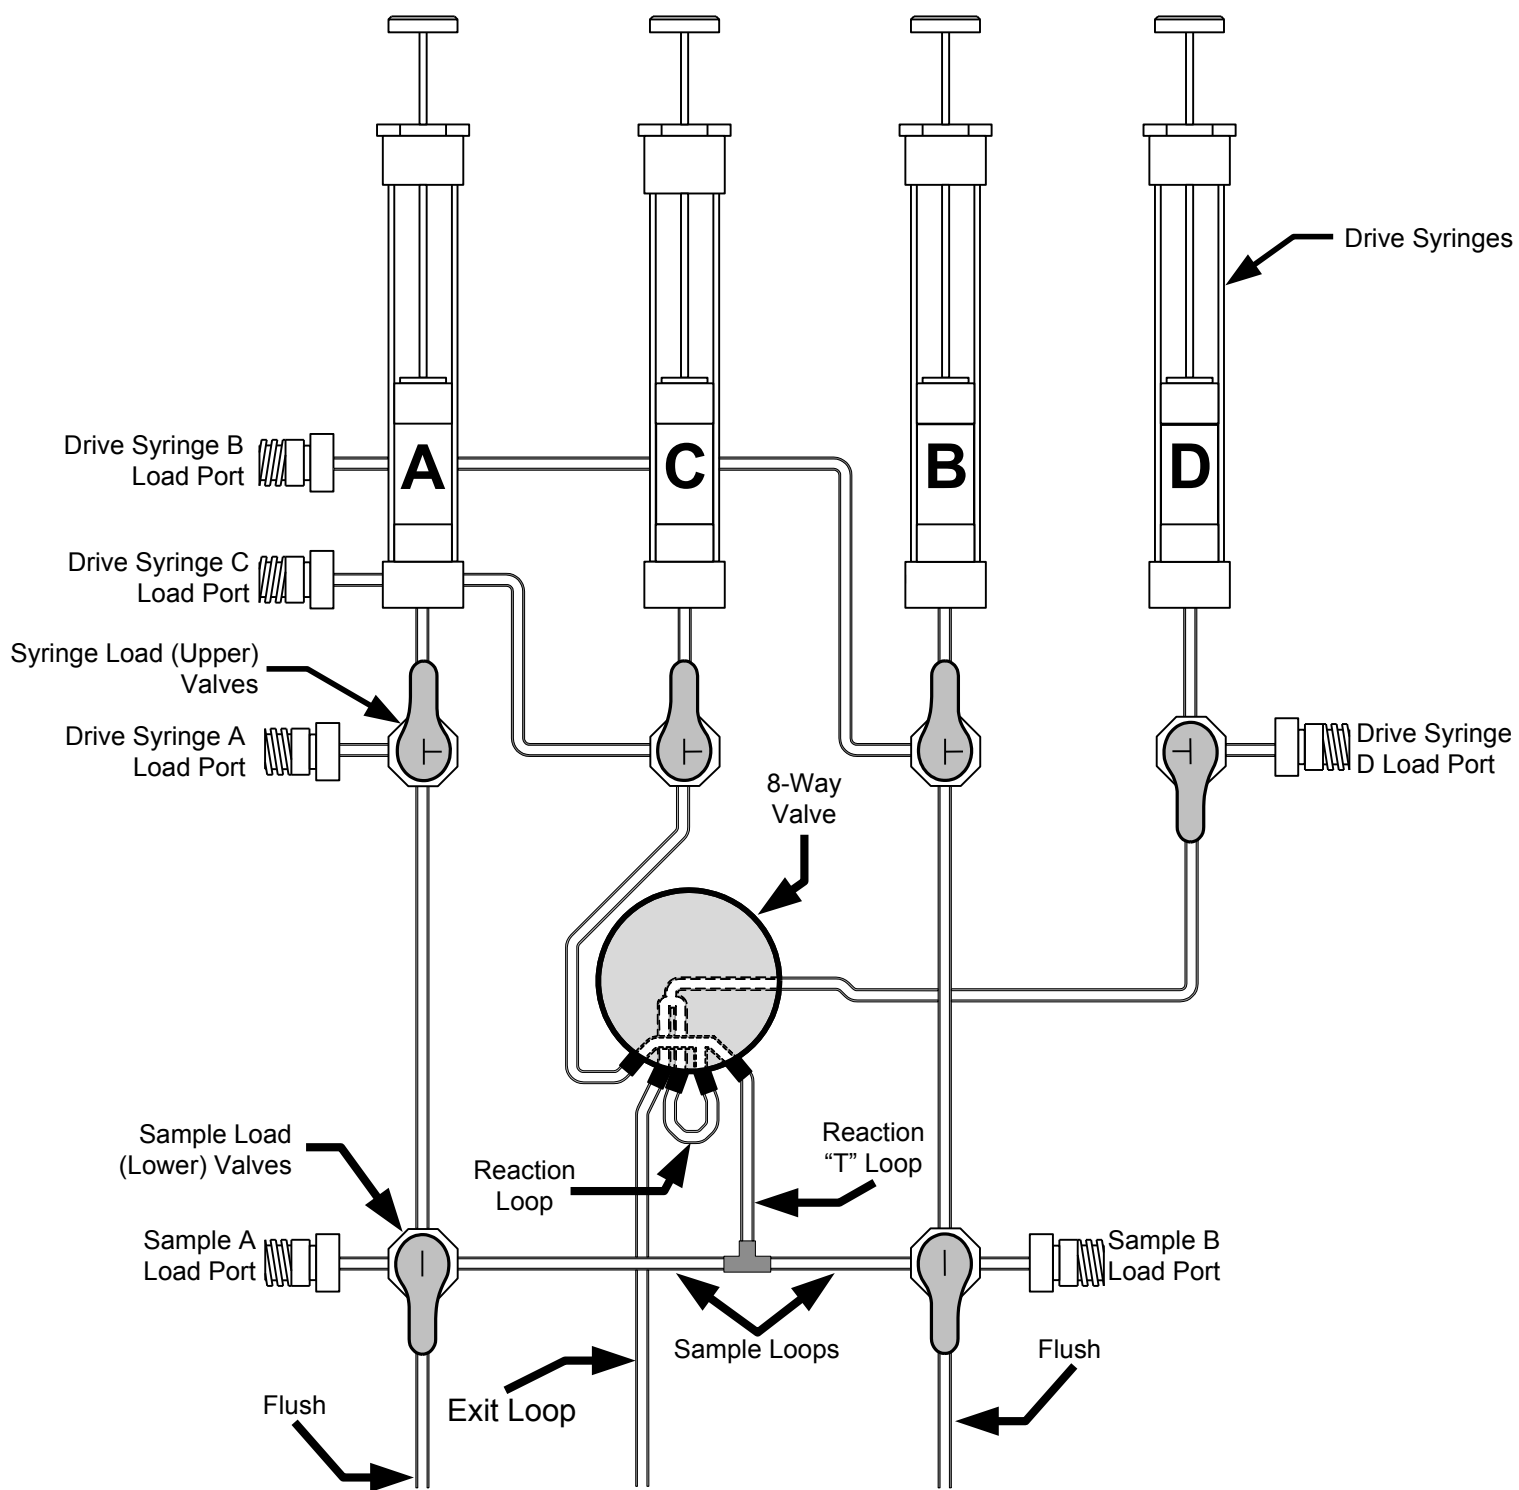 Drive Syringes
A
C
B
D
Drive Syringe B
Load Port
Drive Syringe C
Load Port
Syringe Load (Upper)
Valves
Drive Syringe A
Load Port
Drive Syringe
D Load Port
8-Way
Valve
Sample Load
(Lower) Valves
Reaction
Loop
Reaction
“T” Loop
Sample A
Load Port
Sample B
Load Port
Sample Loops
Flush
Exit Loop
Flush